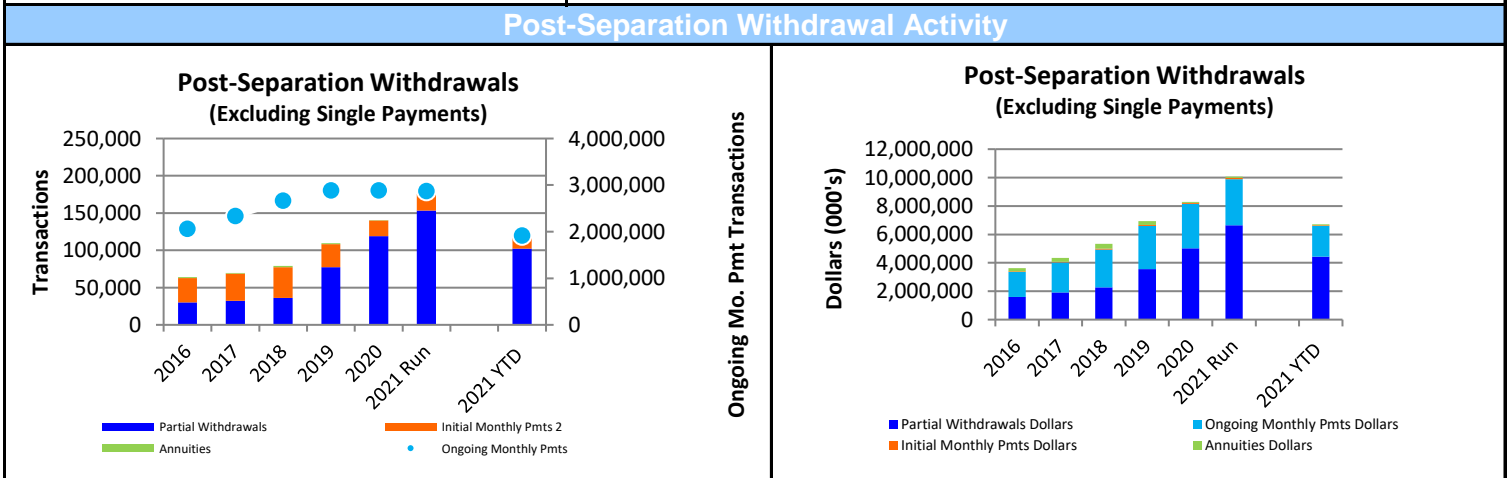 Post-Separation Withdrawal Activity
Post-Separation Withdrawals
(Excluding Single Payments)
250,000
200,000
150,000
100,000
50,000
0
Transactions
4,000,000
3,000,000
2,000,000
1,000,000
0
Ongoing Mo. Pmt Transactions
2016
2017
2018
2019
2020
2021 Run
2021 YTD
Partial Withdrawals
Initial Monthly Pmts 2
Annuities
Ongoing Monthly Pmts
Post-Separation Withdrawals
(Excluding Single Payments)
12,000,000
10,000,000
8,000,000
6,000,000
4,000,000
2,000,000
0
Dollars (000's)
2016
2017
2018
2019
2020
2021 Run
2021 YTD
Partial Withdrawals Dollars
Ongoing Monthly Pmts Dollars
Initial Monthly Pmts Dollars
Annuities Dollars